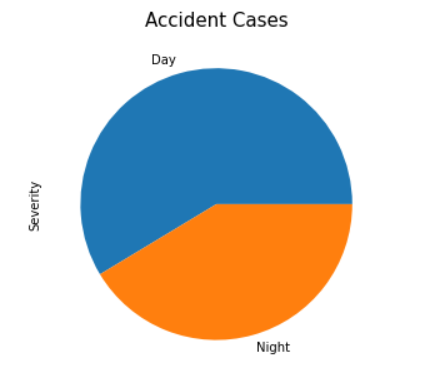 Accident Cases
Day
Severity
Night